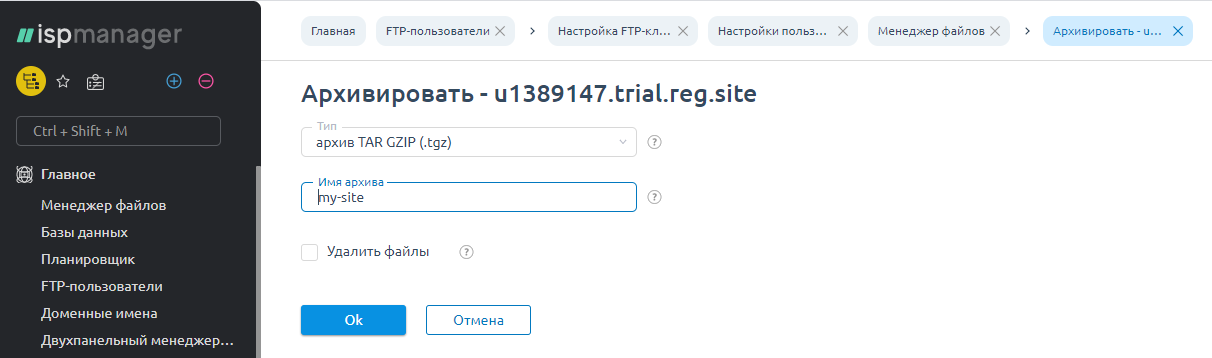 ispmanager
Ctrl + Shift + M
Главное
Менеджер файлов
Базы данных
Планировщик
FTP-пользователи
Доменные имена
Двухпанельный менеджер…
Главная
FTP-пользователи
Настройка FTP-кл…
Настройки польз…
Менеджер файлов
Архивировать - u…
Архивировать - u1389147.trial.reg.site
Тип
архив TAR GZIP (.tgz)
?
Имя архива
my-site
?
Удалить файлы
?
Ok
Отмена